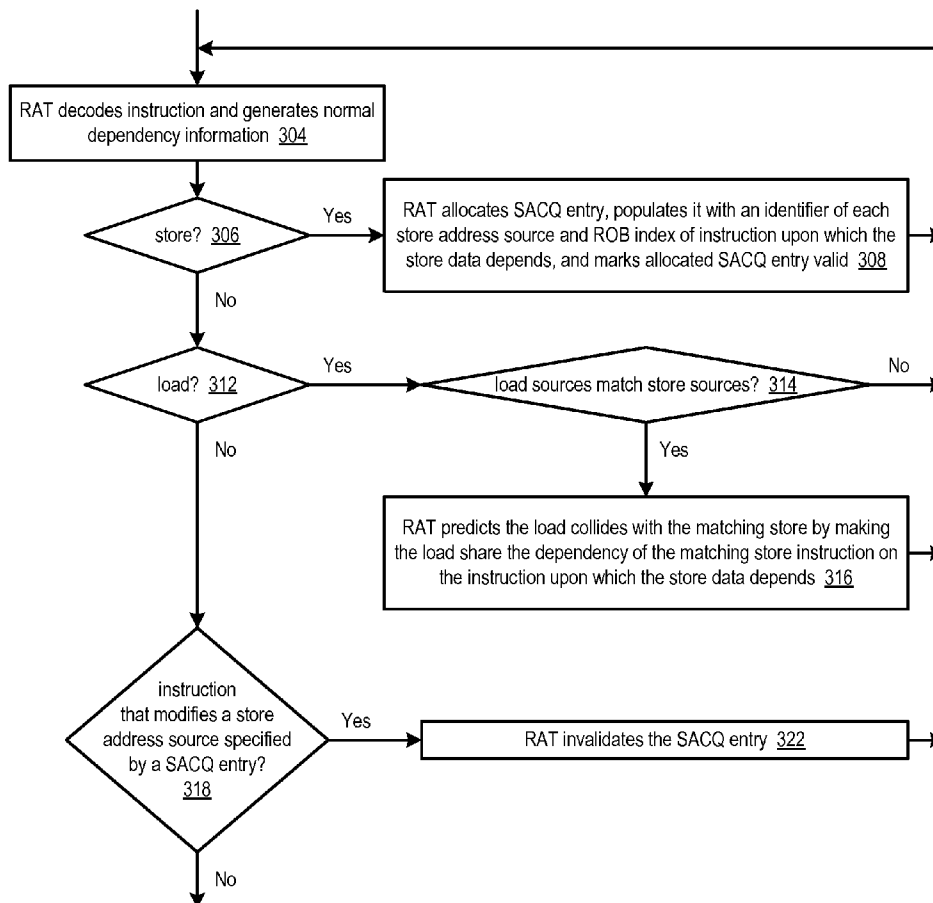 RAT decodes instruction and generates normal
dependency information 304
store? 306
Yes
RAT allocates SACQ entry, populates it with an identifier of each
store address source and ROB index of instruction upon which the
store data depends, and marks allocated SACQ entry valid 308
No
load? 312
Yes
load sources match store sources? 314
No
No
Yes
RAT predicts the load collides with the matching store by making
the load share the dependency of the matching store instruction on
the instruction upon which the store data depends 316
instruction
that modifies a store
address source specified
by a SACQ entry?
318
Yes
RAT invalidates the SACQ entry 322
No